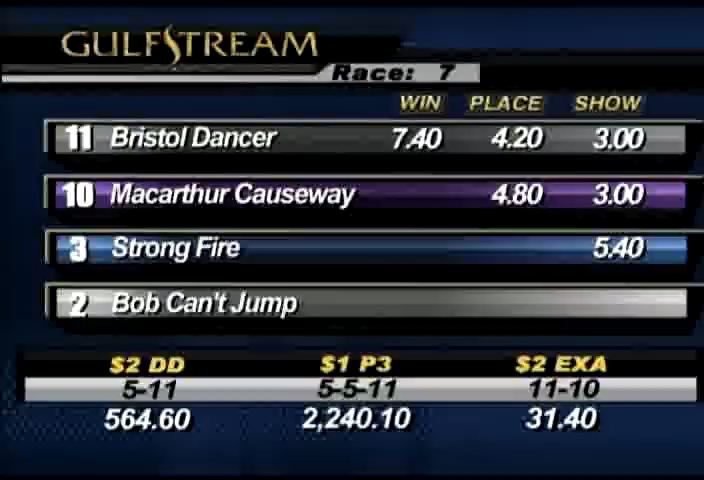 GULFSTREAM
Race: 7
WIN PLACE SHOW
11 Bristol Dancer 7.40 4.20 3.00
10 Macarthur Causeway 4.80 3.00
3 Strong Fire 5.40
2 Bob Can't Jump
$2 DD $1 P3 $2 EXA
5-11 5-5-11 11-10
564.60 2,240.10 31.40